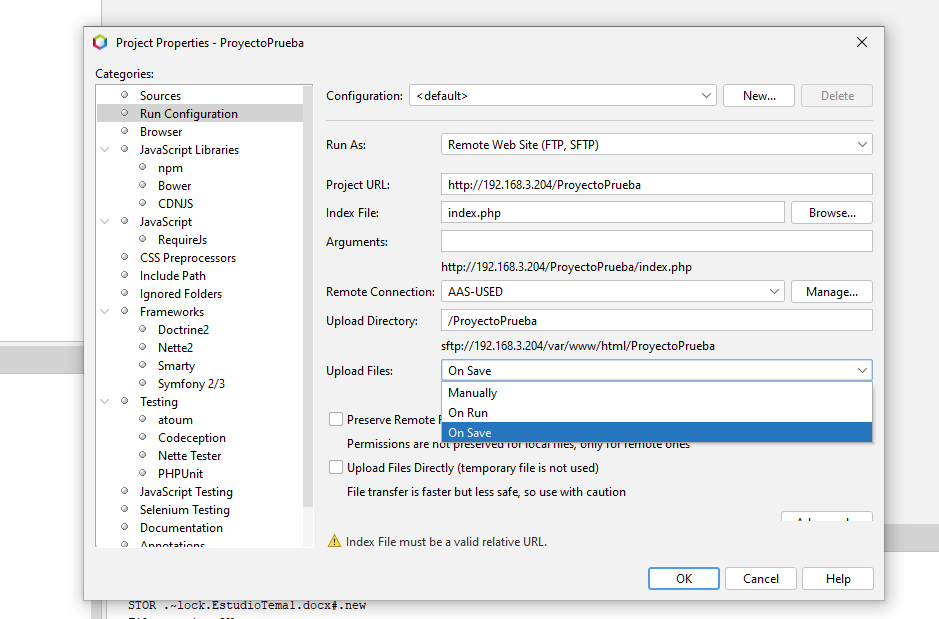 Project Properties - ProyectoPrueba
Categories:
Sources
Run Configuration
Browser
JavaScript Libraries
npm
Bower
CDNJS
JavaScript
RequireJs
CSS Preprocessors
Include Path
Ignored Folders
Frameworks
Doctrine2
Nette2
Smarty
Symfony 2/3
Testing
atoum
Codeception
Nette Tester
PHPUnit
JavaScript Testing
Selenium Testing
Documentation
Annotations
Configuration: <default> New... Delete
Run As: Remote Web Site (FTP, SFTP)
Project URL: http://192.168.3.204/ProyectoPrueba
Index File: index.php Browse...
Arguments:
http://192.168.3.204/ProyectoPrueba/index.php
Remote Connection: AAS-USED Manage...
Upload Directory: /ProyectoPrueba
sftp://192.168.3.204/var/www/html/ProyectoPrueba
Upload Files: On Save
Manually
On Run
On Save
Preserve Remote
Permissions are not preserved for local files, only for remote ones
Upload Files Directly (temporary file is not used)
File transfer is faster but less safe, so use with caution
Index File must be a valid relative URL.
OK Cancel Help
STOR .~lock.EstudioTema1.docx#.new